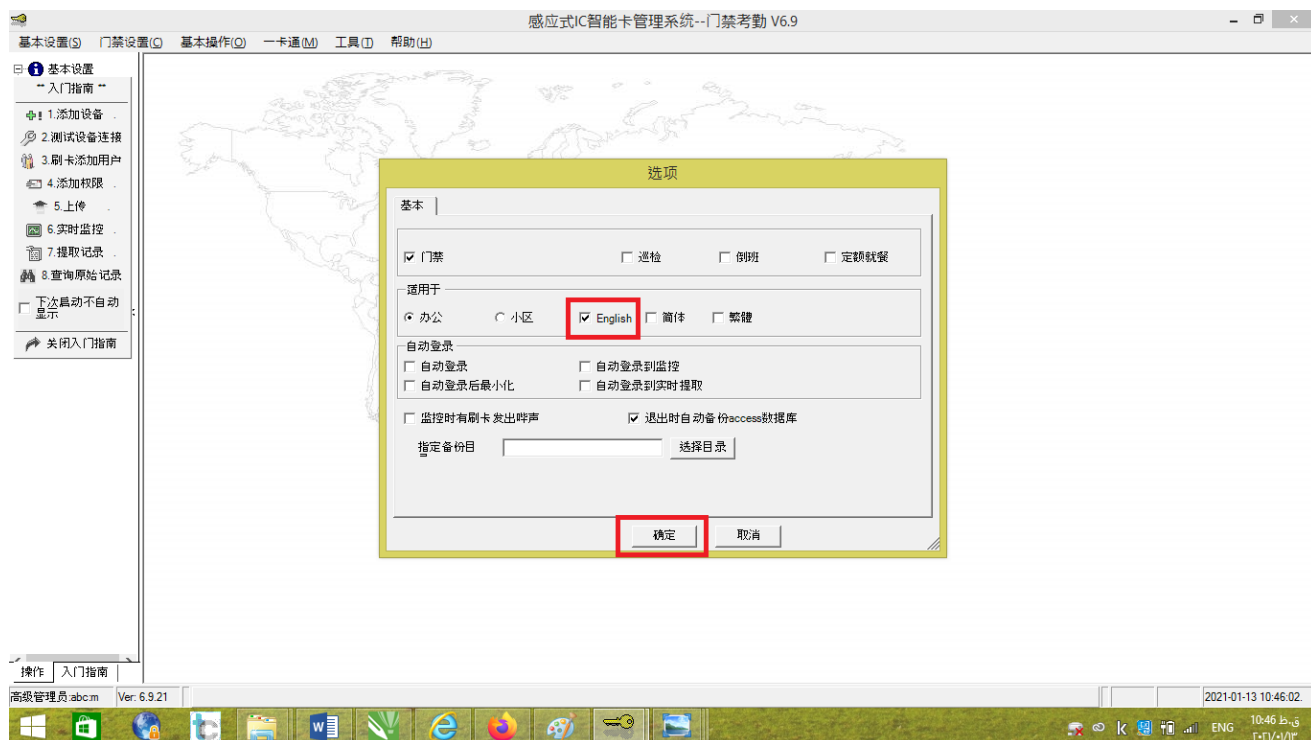 感应式IC智能卡管理系统--门禁考勤 V6.9
基本设置(S) 门禁设置(C) 基本操作(O) 一卡通(M) 工具(T) 帮助(H)
基本设置
** 入门指南 **
1.添加设备 .
2.测试设备连接
3.刷卡添加用户
4.添加权限 .
5.上传 .
6.实时监控 .
7.提取记录 .
8.查询原始记录
下次启动不自动
显示
关闭入门指南
选项
基本
门禁 巡检 倒班 定额就餐
适用于
办公 小区 English 简体 繁體
自动登录
自动登录 自动登录到监控
自动登录后最小化 自动登录到实时提取
监控时有刷卡发出哔声 退出时自动备份access数据库
指定备份目 选择目录
确定 取消
操作 入门指南
高级管理员:abc:m Ver: 6.9.21 2021-01-13 10:46:02.
ENG 10:46 ق.ظ
۲۰۲۱/۰۱/۱۳